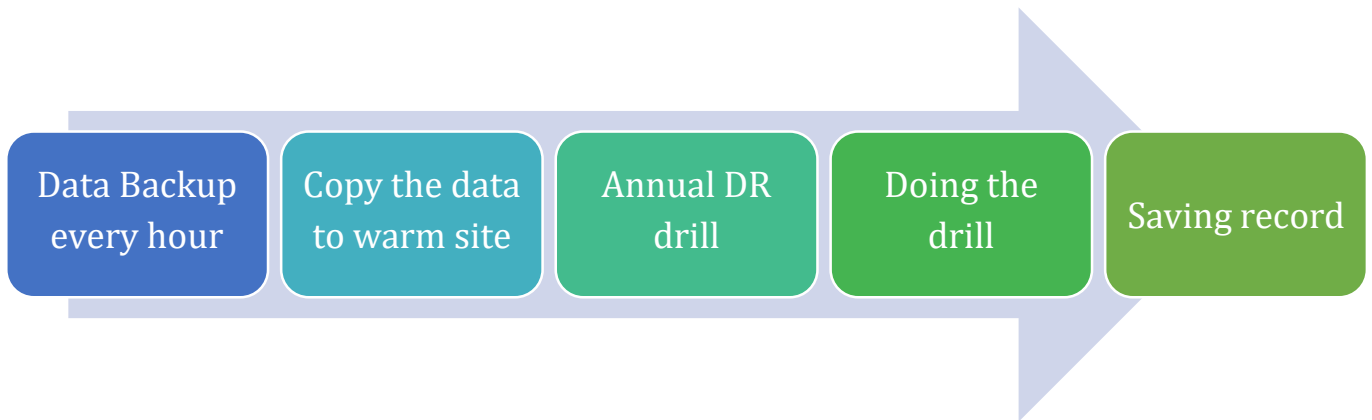 Data Backup
every hour
Copy the data
to warm site
Annual DR
drill
Doing the
drill
Saving record